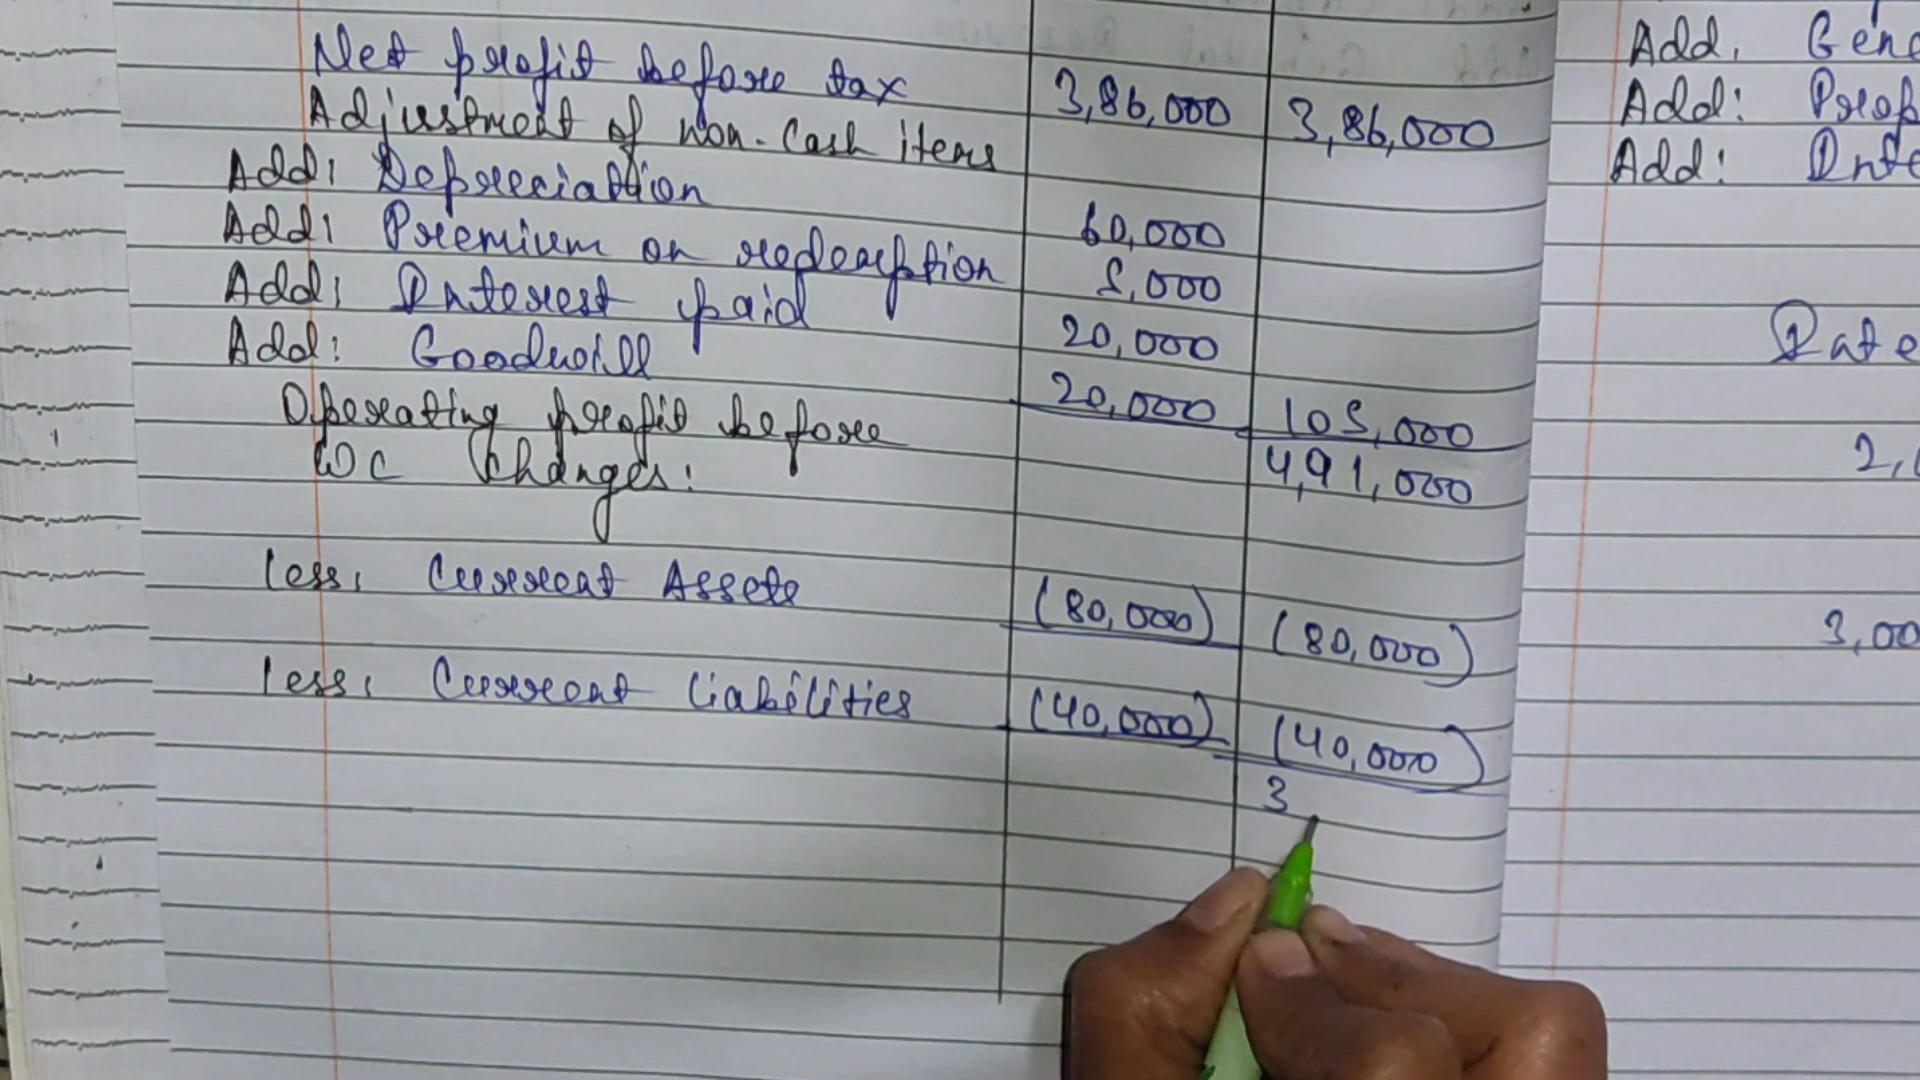 Net profit before tax 3,86,000 3,86,000
Adjustment of non-Cash items
Add: Depreciation 60,000
Add: Premium on redemption 5,000
Add: Interest paid 20,000
Add: Goodwill 20,000 105,000
Operating profit before 4,91,000
WC Changes:
Less: Current Assets (80,000) (80,000)
Less: Current Liabilities (40,000) (40,000)
3
Add:
Add:
Add:
Rate
3,00